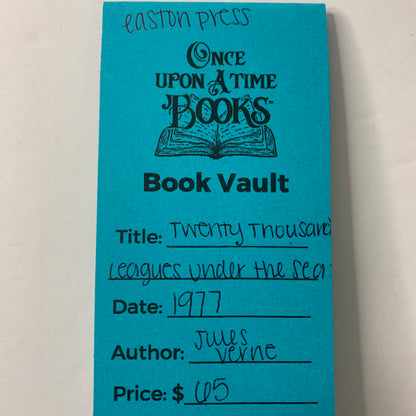 easton press
Once
Upon A Time
Books
Book Vault
Title: Twenty Thousand
Leagues under the Sea
Date: 1977
Author: Jules
Verne
Price: $ 65